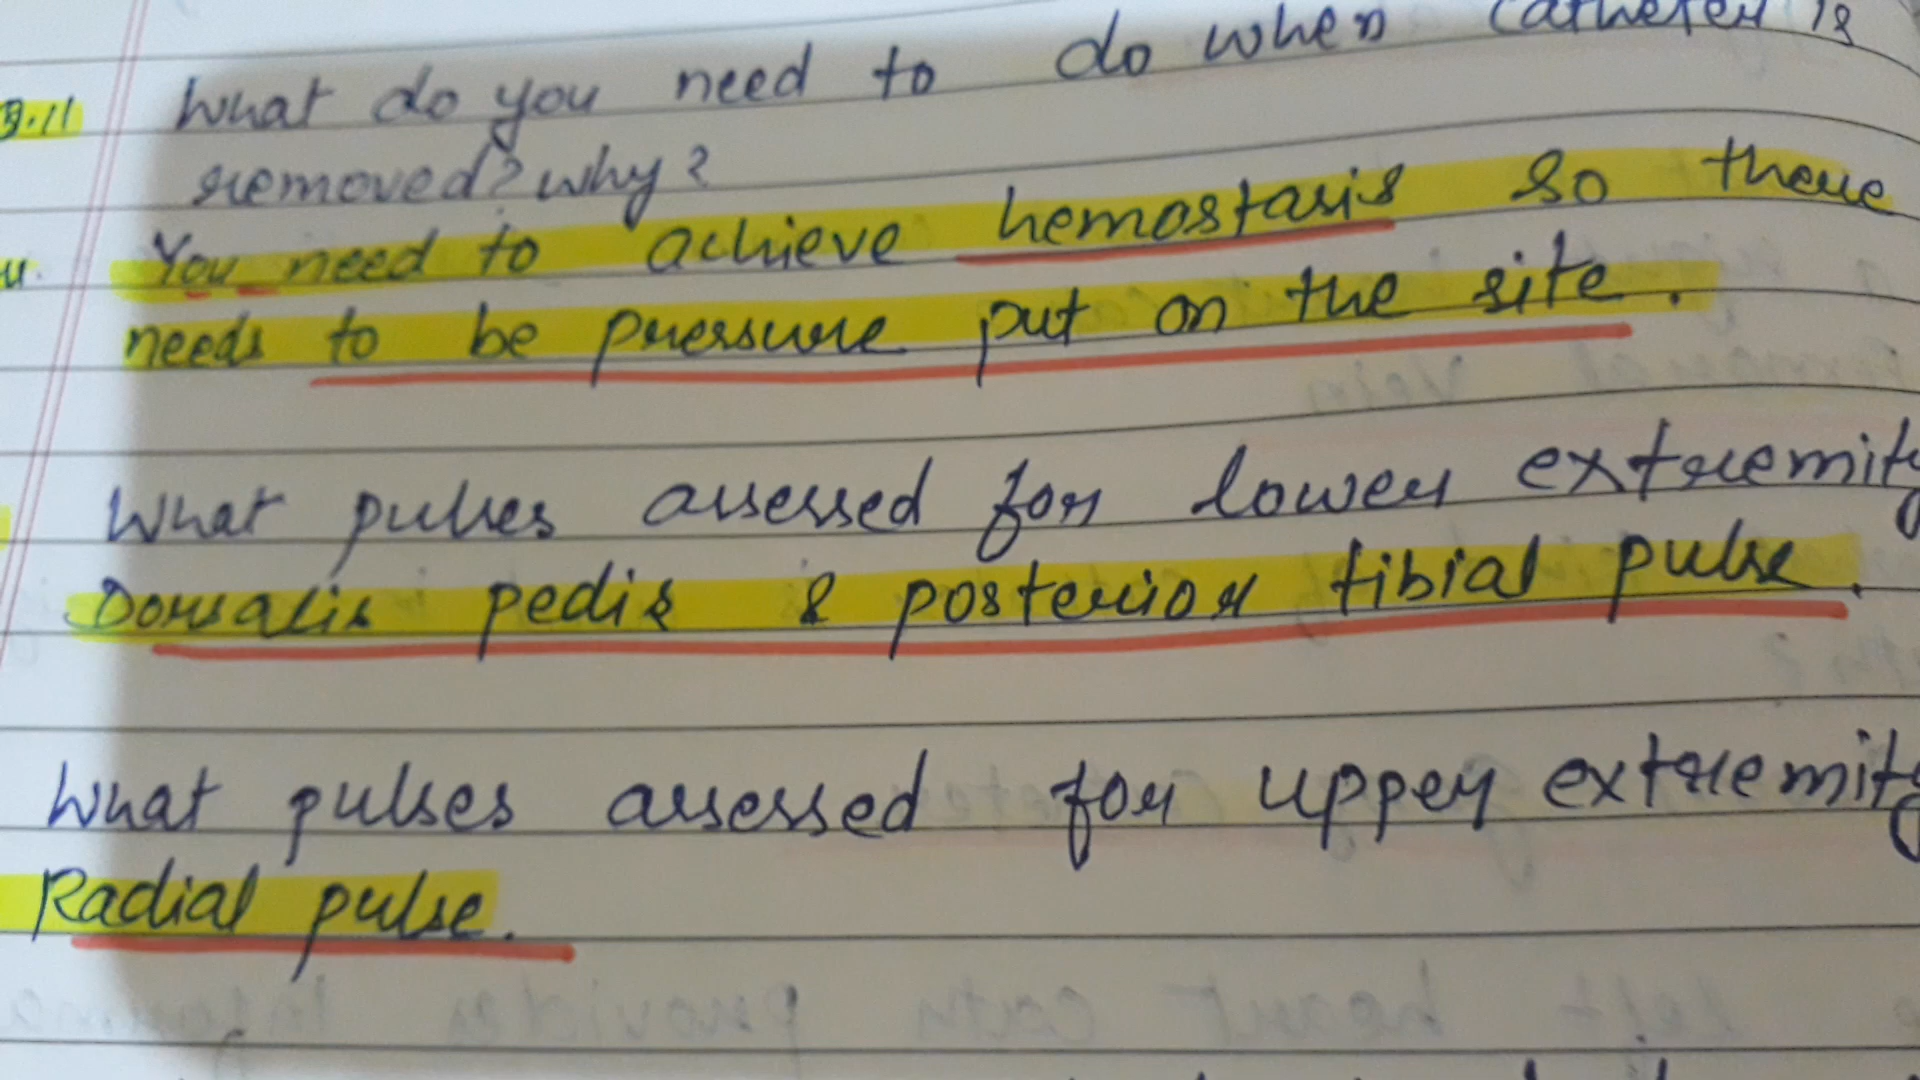 What do you need to do when catheter is
removed? why?
You need to achieve hemostasis so there
needs to be pressure put on the site.
What pulses assessed for lower extremity
Dorsalis pedis & posterior tibial pulse.
What pulses assessed for upper extremity
Radial pulse.